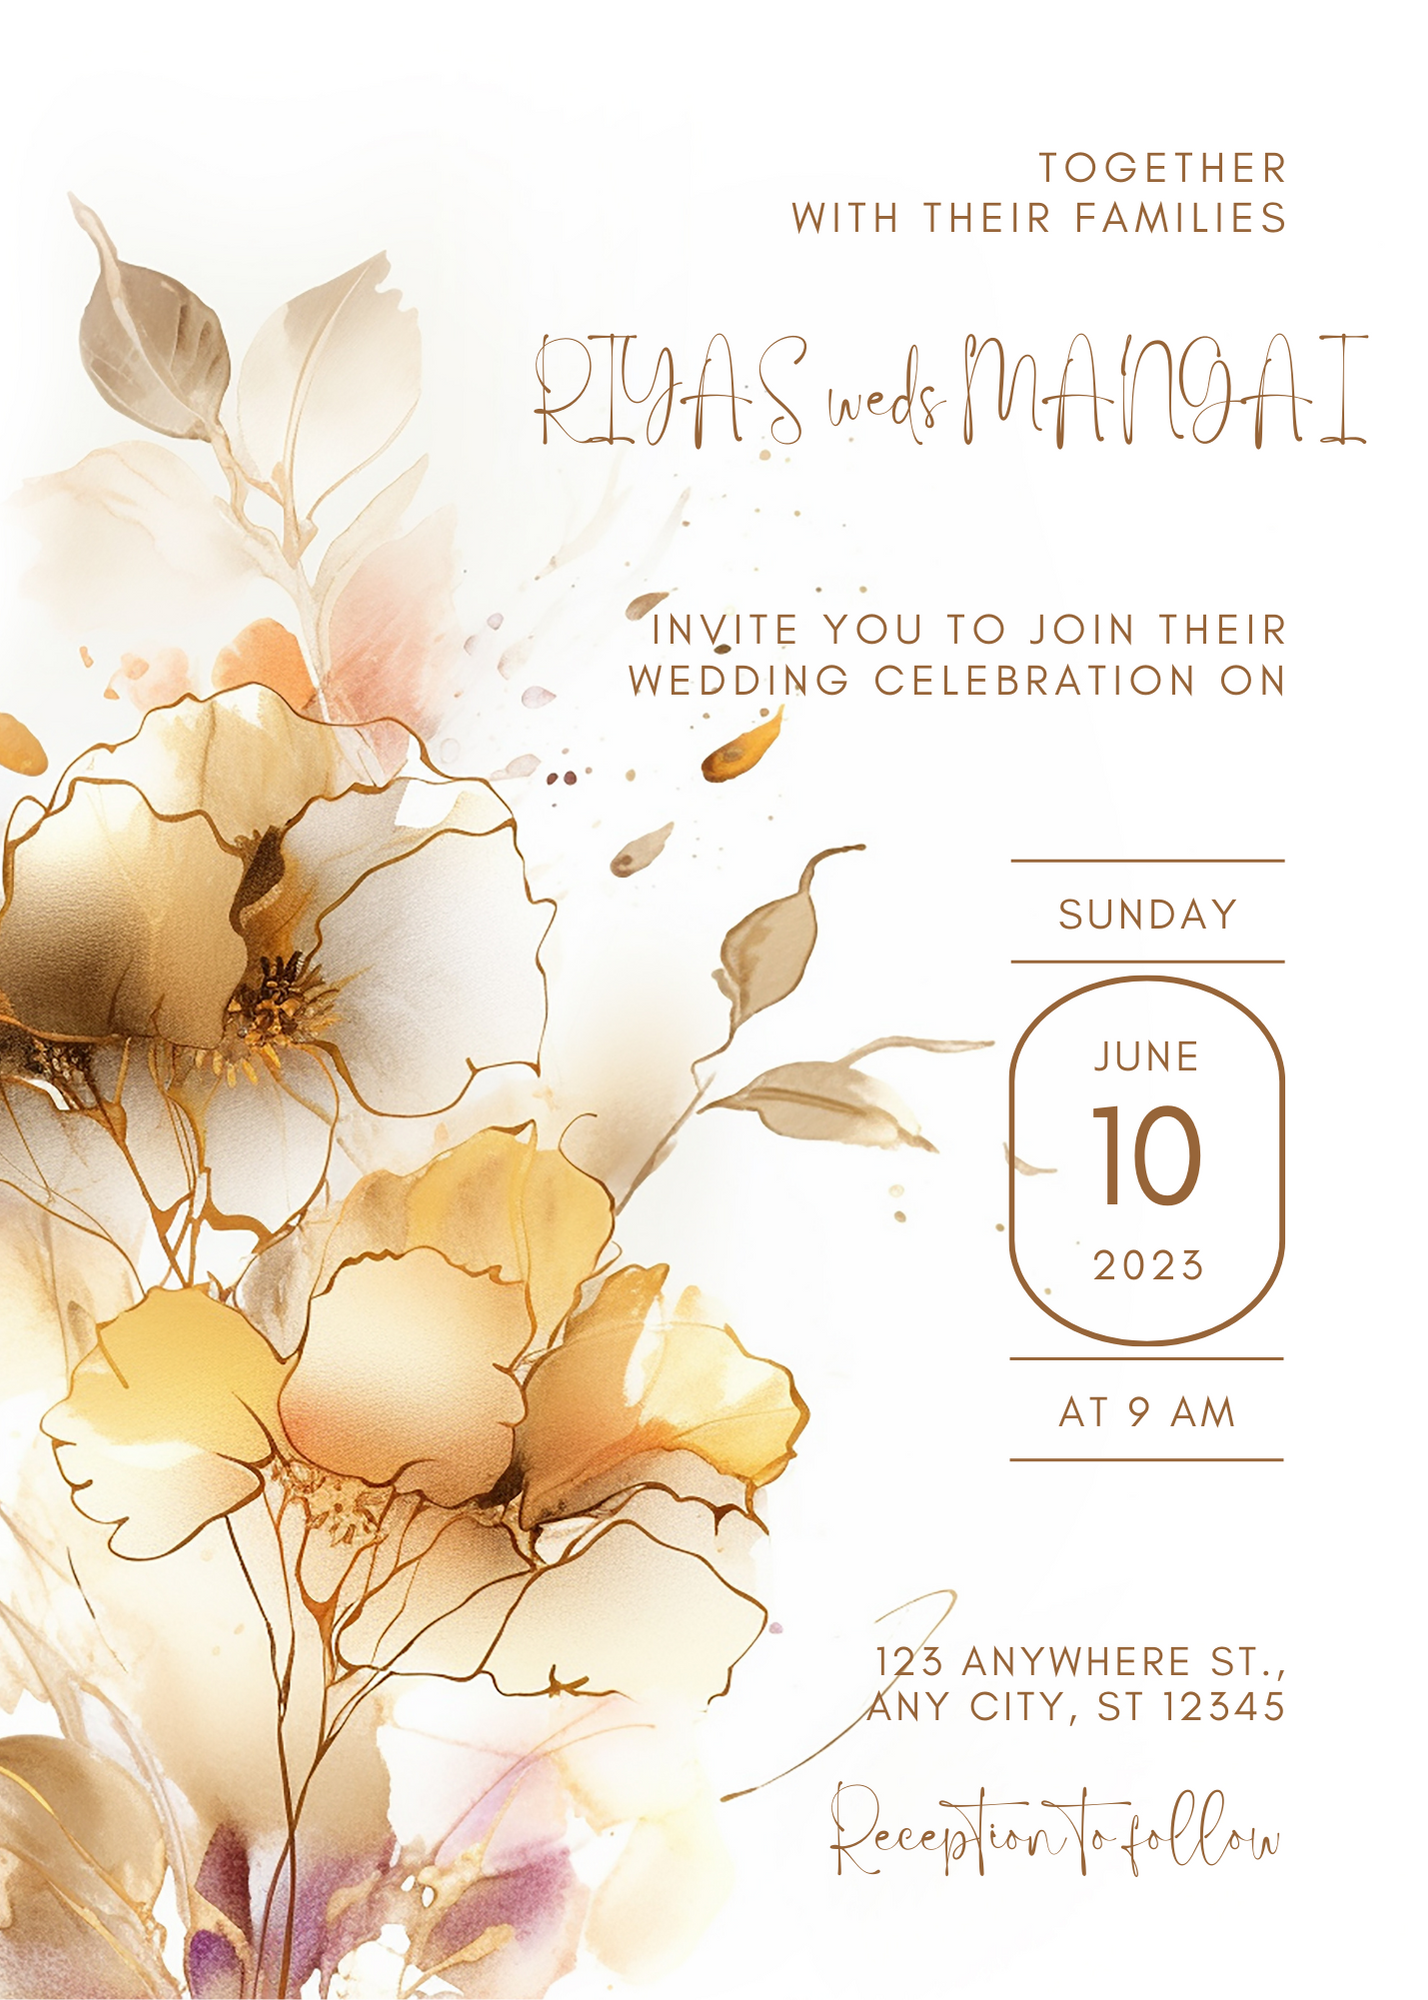 TOGETHER
WITH THEIR FAMILIES
RIYAS weds MANGAI
INVITE YOU TO JOIN THEIR
WEDDING CELEBRATION ON
SUNDAY
JUNE
10
2023
AT 9 AM
123 ANYWHERE ST.,
ANY CITY, ST 12345
Reception to follow